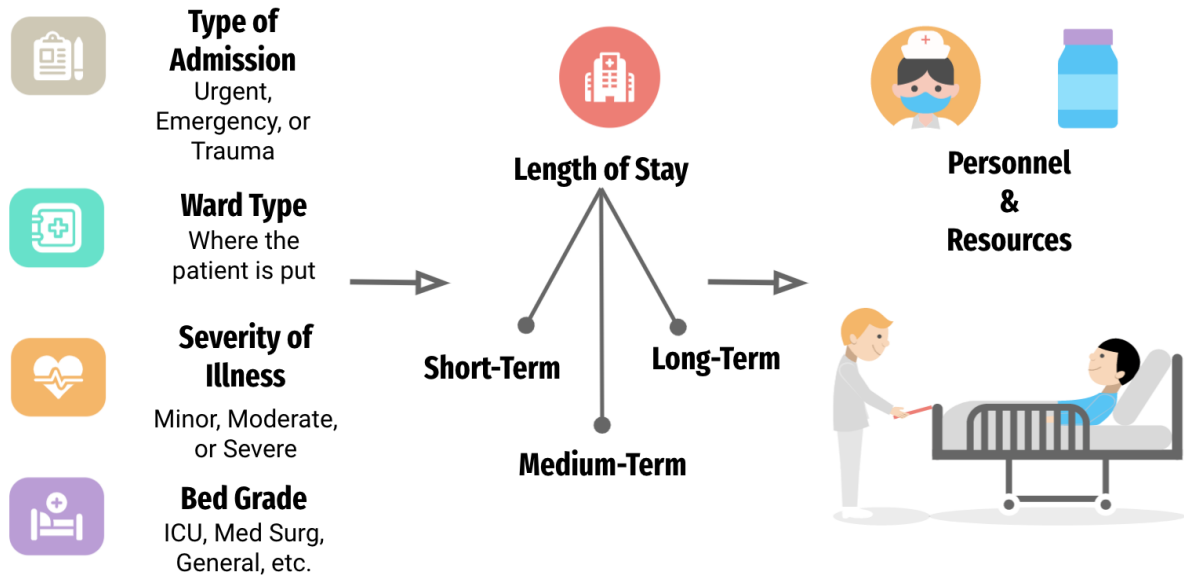 Type of
Admission
Urgent,
Emergency, or
Trauma
Ward Type
Where the
patient is put
Severity of
Illness
Minor, Moderate,
or Severe
Bed Grade
ICU, Med Surg,
General, etc.
Length of Stay
Short-Term
Medium-Term
Long-Term
Personnel
&
Resources